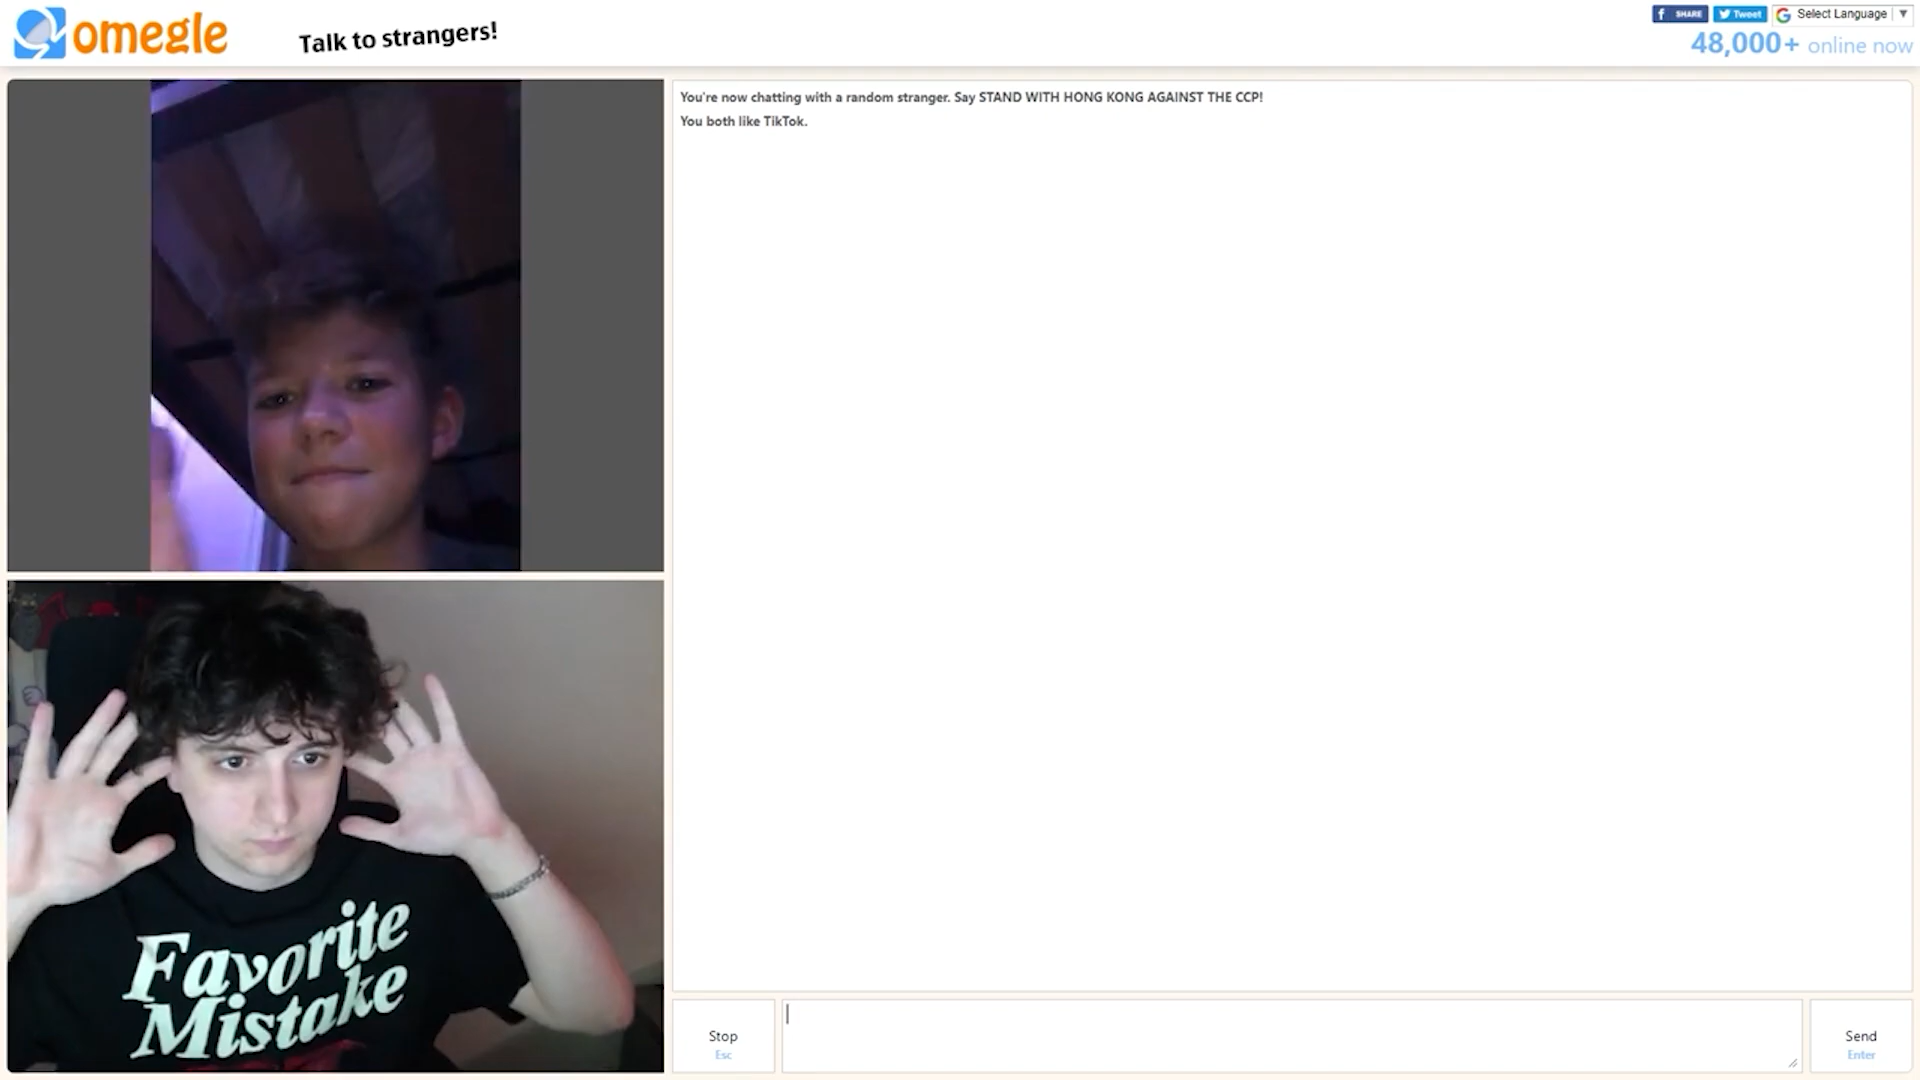 omegle
Talk to strangers!
SHARE
Tweet
Select Language
48,000+ online now
You're now chatting with a random stranger. Say STAND WITH HONG KONG AGAINST THE CCP!
You both like TikTok.
Favorite
Mistake
Stop
Esc
Send
Enter